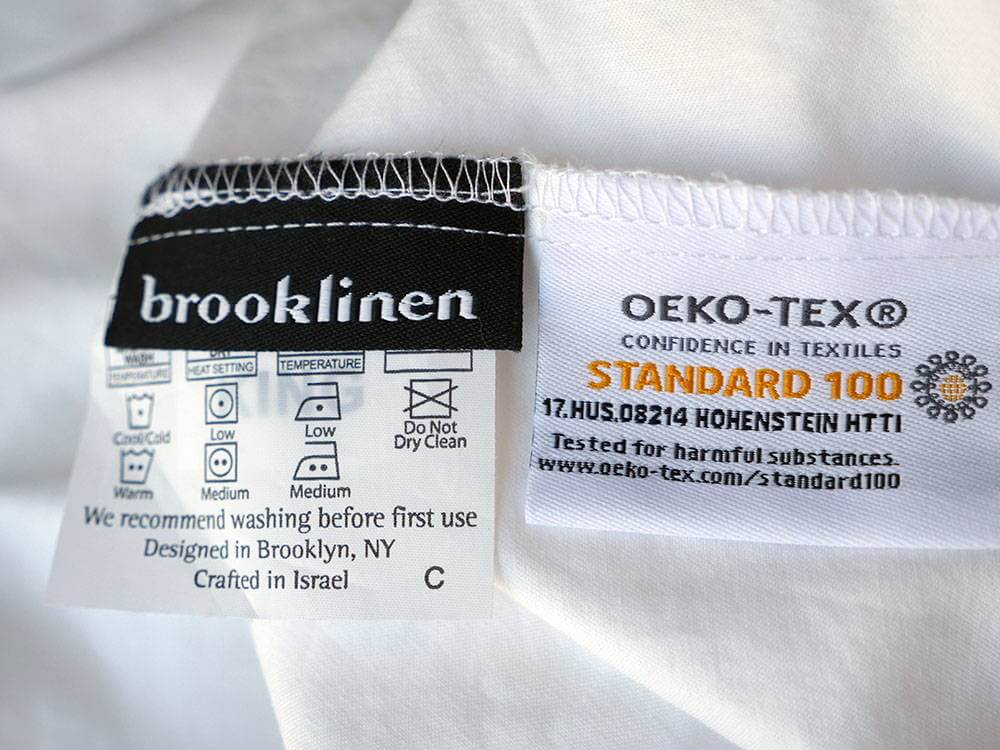 brooklinen
WASH DRY
TEMPERATURE HEAT SETTING TEMPERATURE
Cool/Cold Low Low Do Not
Dry Clean
Warm Medium Medium
We recommend washing before first use
Designed in Brooklyn, NY
Crafted in Israel C
OEKO-TEX®
CONFIDENCE IN TEXTILES
STANDARD 100
17.HUS.08214 HOHENSTEIN HTTI
Tested for harmful substances.
www.oeko-tex.com/standard100